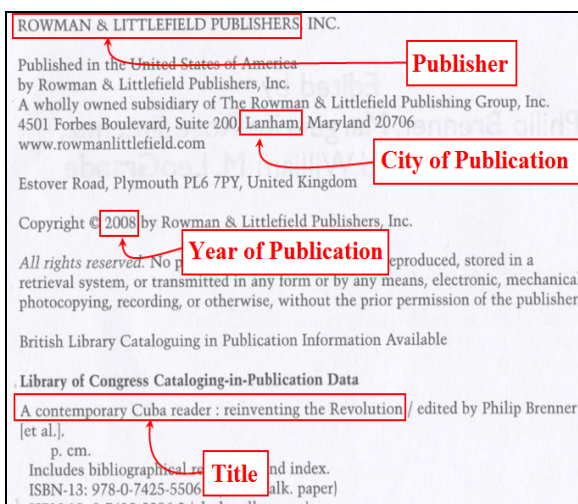 ROWMAN & LITTLEFIELD PUBLISHERS, INC.
Published in the United States of America
Publisher
by Rowman & Littlefield Publishers, Inc.
A wholly owned subsidiary of The Rowman & Littlefield Publishing Group, Inc.
4501 Forbes Boulevard, Suite 200, Lanham, Maryland 20706
www.rowmanlittlefield.com
City of Publication
Estover Road, Plymouth PL6 7PY, United Kingdom
Copyright © 2008 by Rowman & Littlefield Publishers, Inc.
Year of Publication
All rights reserved. No eproduced, stored in a
retrieval system, or transmitted in any form or by any means, electronic, mechanical
photocopying, recording, or otherwise, without the prior permission of the publisher
British Library Cataloguing in Publication Information Available
Library of Congress Cataloging-in-Publication Data
A contemporary Cuba reader : reinventing the Revolution / edited by Philip Brenner
[et al.].
p. cm.
Includes bibliographical nd index.
Title
ISBN-13: 978-0-7425-5506 alk. paper)